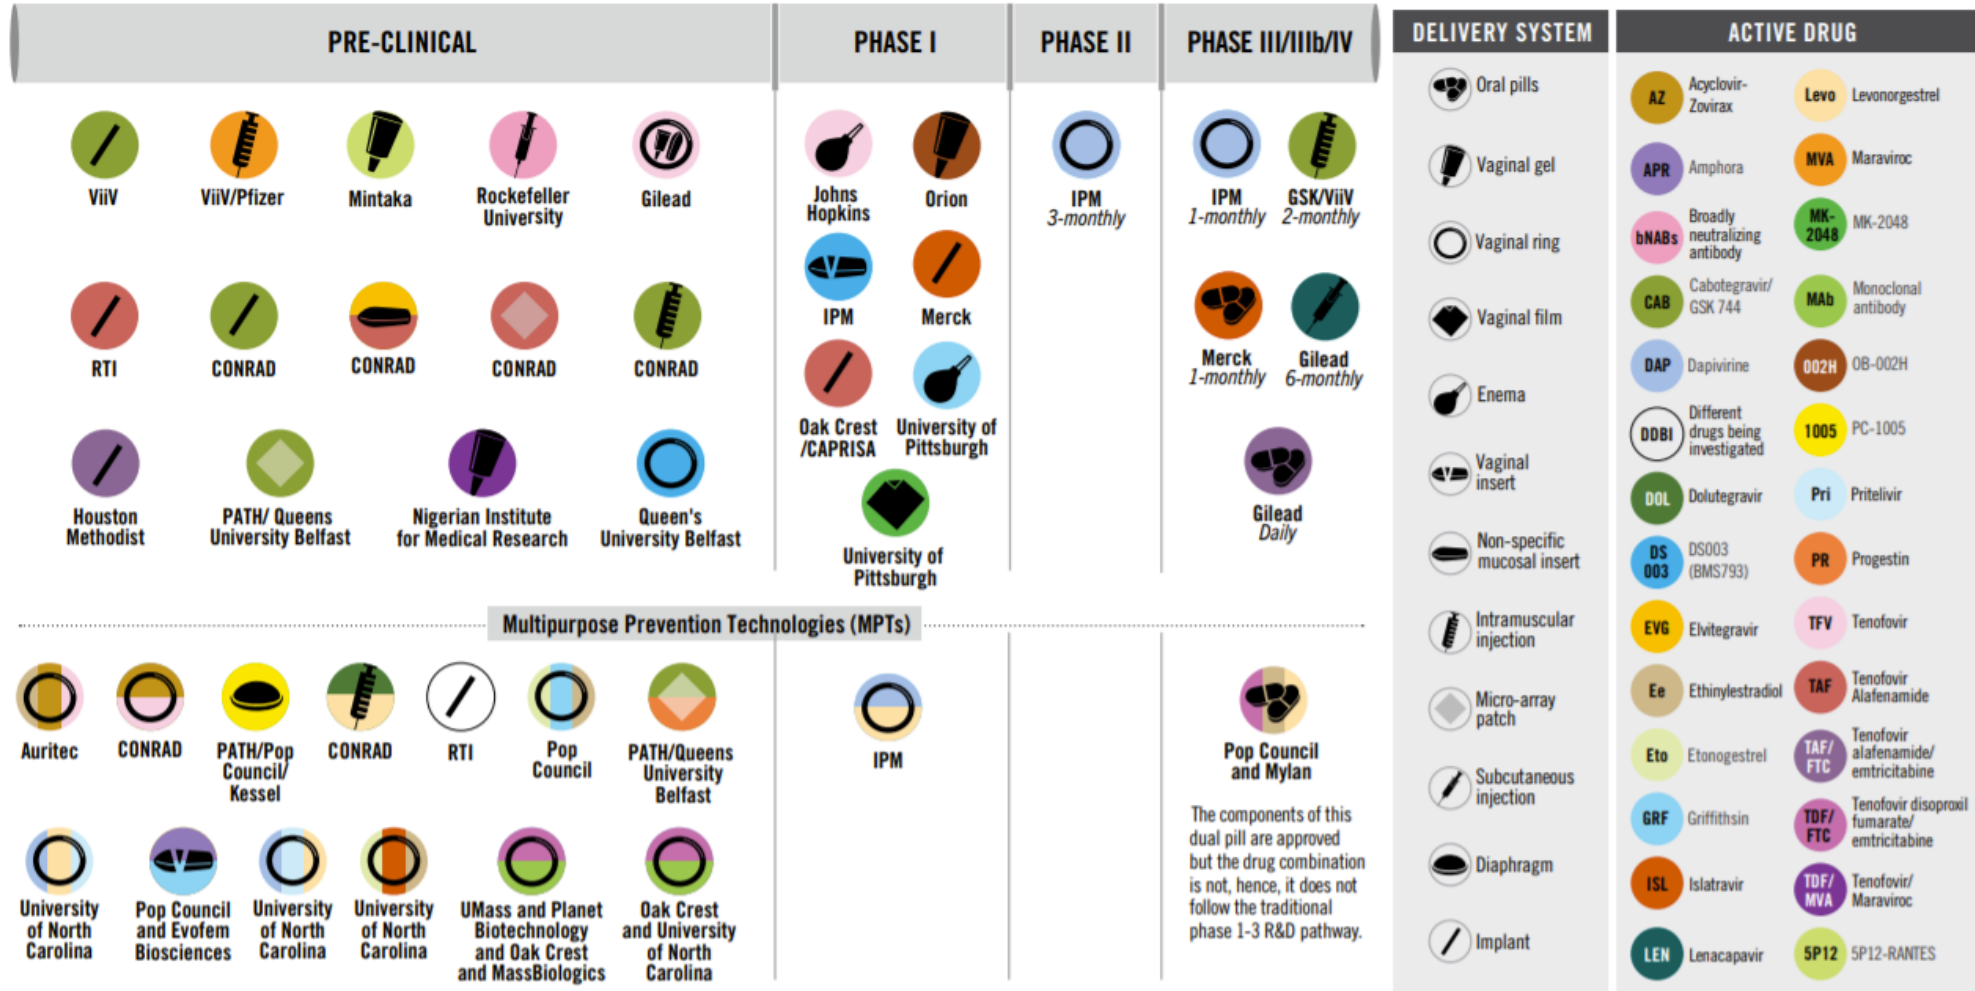 PRE-CLINICAL
PHASE I
PHASE II
PHASE III/IIIb/IV
ViiV
ViiV/Pfizer
Mintaka
Rockefeller
University
Gilead
RTI
CONRAD
CONRAD
CONRAD
CONRAD
Houston
Methodist
PATH/ Queens
University Belfast
Nigerian Institute
for Medical Research
Queen's
University Belfast
Johns
Hopkins
Orion
IPM
Merck
Oak Crest
/CAPRISA
University of
Pittsburgh
University of
Pittsburgh
IPM
3-monthly
IPM
1-monthly
GSK/ViiV
2-monthly
Merck
1-monthly
Gilead
6-monthly
Gilead
Daily
Multipurpose Prevention Technologies (MPTs)
Auritec
CONRAD
PATH/Pop
Council/
Kessel
CONRAD
RTI
Pop
Council
PATH/Queens
University
Belfast
University
of North
Carolina
Pop Council
and Evofem
Biosciences
University
of North
Carolina
University
of North
Carolina
UMass and Planet
Biotechnology
and Oak Crest
and MassBiologics
Oak Crest
and University
of North
Carolina
IPM
Pop Council
and Mylan
The components of this
dual pill are approved
but the drug combination
is not, hence, it does not
follow the traditional
phase 1-3 R&D pathway.
DELIVERY SYSTEM
Oral pills
Vaginal gel
Vaginal ring
Vaginal film
Enema
Vaginal
insert
Non-specific
mucosal insert
Intramuscular
injection
Micro-array
patch
Subcutaneous
injection
Diaphragm
Implant
ACTIVE DRUG
AZ
Acyclovir-
Zovirax
APR
Amphora
bNABs
Broadly
neutralizing
antibody
CAB
Cabotegravir/
GSK 744
DAP
Dapivirine
DDBI
Different
drugs being
investigated
DOL
Dolutegravir
DS
003
DS003
(BMS793)
EVG
Elvitegravir
Ee
Ethinylestradiol
Eto
Etonogestrel
GRF
Griffithsin
ISL
Islatravir
LEN
Lenacapavir
Levo
Levonorgestrel
MVA
Maraviroc
MK-
2048
MK-2048
MAb
Monoclonal
antibody
002H
OB-002H
1005
PC-1005
Pri
Pritelivir
PR
Progestin
TFV
Tenofovir
TAF
Tenofovir
Alafenamide
TAF/
FTC
Tenofovir
alafenamide/
emtricitabine
TDF/
FTC
Tenofovir disoproxil
fumarate/
emtricitabine
TDF/
MVA
Tenofovir/
Maraviroc
5P12
5P12-RANTES